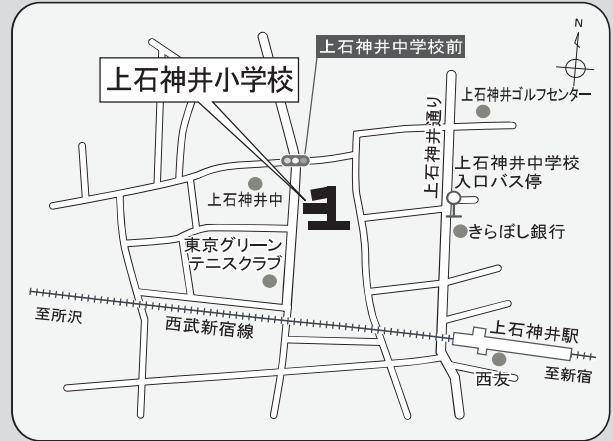 上石神井中学校前
N
上石神井小学校
上石神井ゴルフセンター
上石神井通り
上石神井中学校
入口バス停
上石神井中
きらぼし銀行
東京グリーン
テニスクラブ
至所沢
西武新宿線
上石神井駅
西友
至新宿